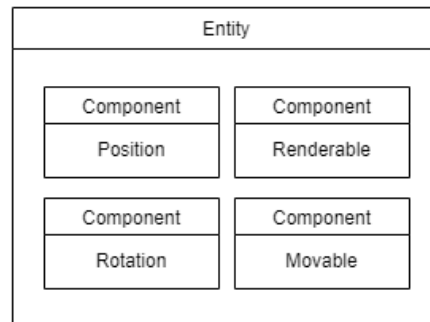 Entity
Component
Position
Component
Renderable
Component
Rotation
Component
Movable